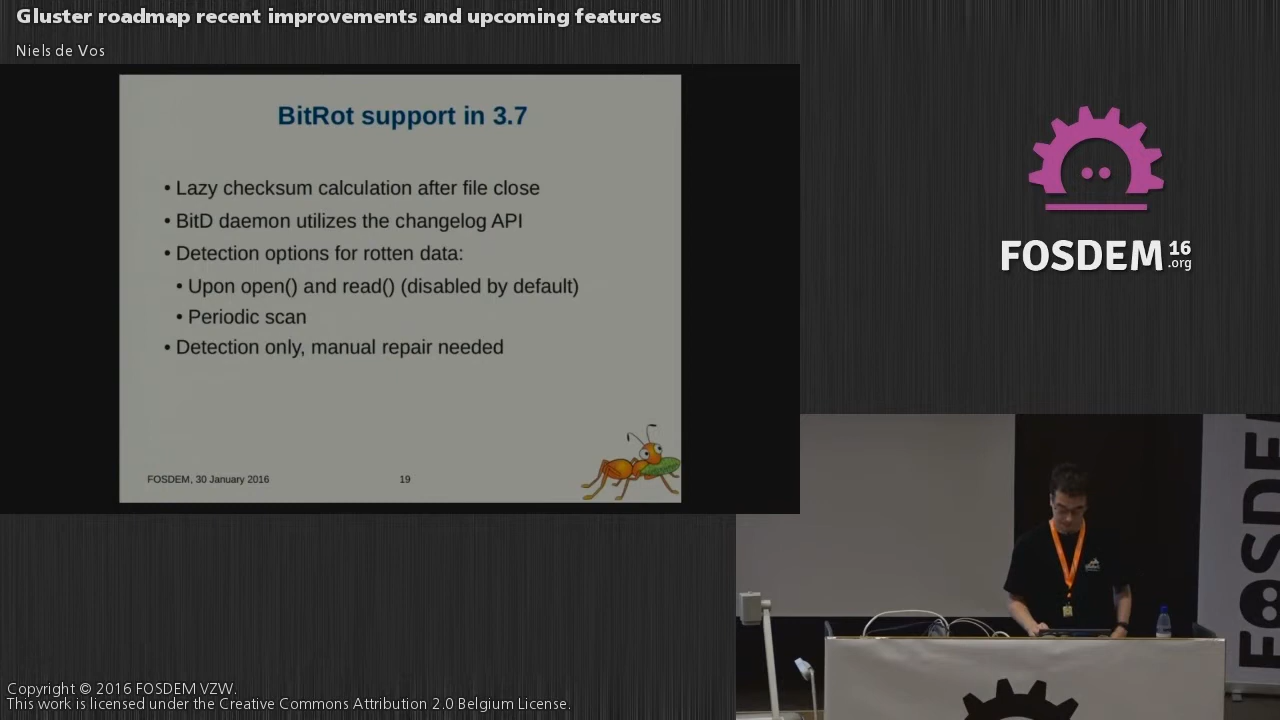 Gluster roadmap recent improvements and upcoming features
Niels de Vos
BitRot support in 3.7
• Lazy checksum calculation after file close
• BitD daemon utilizes the changelog API
• Detection options for rotten data:
• Upon open() and read() (disabled by default)
• Periodic scan
• Detection only, manual repair needed
FOSDEM, 30 January 2016
19
FOSDEM 16
.org
FOSDEM
Copyright © 2016 FOSDEM VZW.
This work is licensed under the Creative Commons Attribution 2.0 Belgium License.